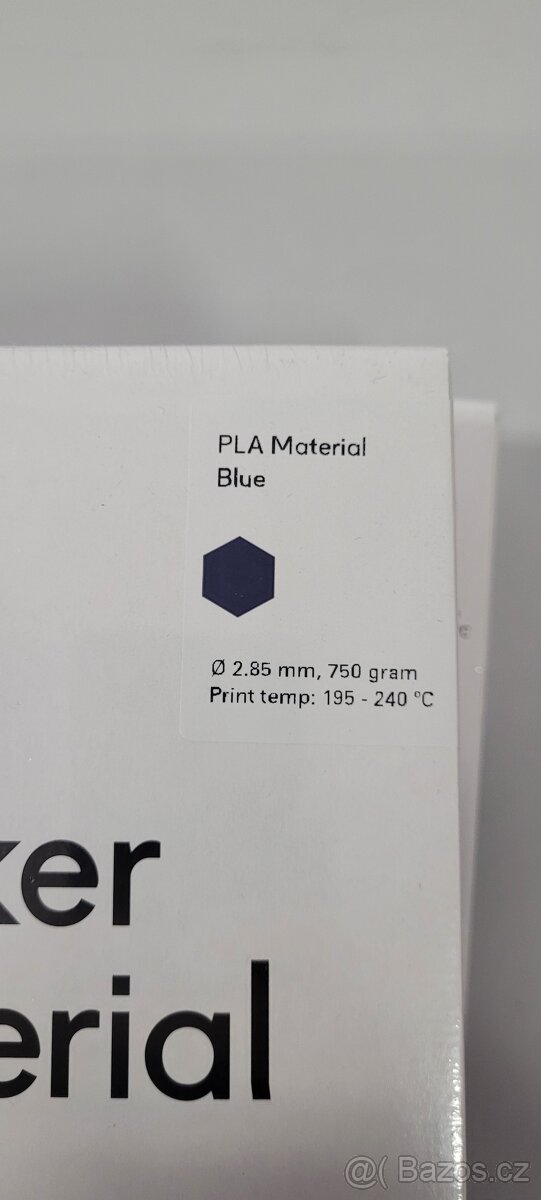 PLA Material
Blue
Ø 2.85 mm, 750 gram
Print temp: 195 - 240 °C
ker
erial
@( Bazos.cz